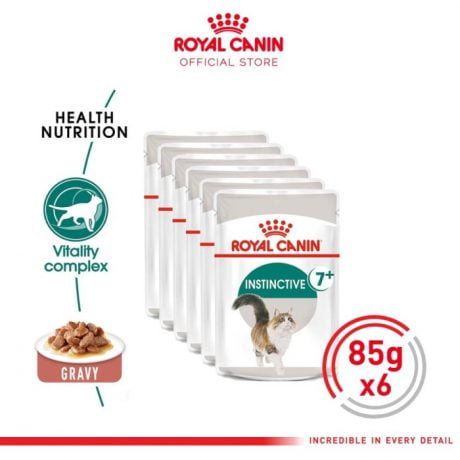 ROYAL CANIN
OFFICIAL STORE
HEALTH
NUTRITION
Vitality
complex
GRAVY
ROYAL CANIN
INSTINCTIVE 7+
85g
x6
INCREDIBLE IN EVERY DETAIL